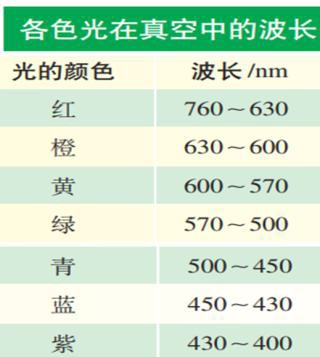 各色光在真空中的波长
光的颜色 波长/nm
红 760～630
橙 630～600
黄 600～570
绿 570～500
青 500～450
蓝 450～430
紫 430～400